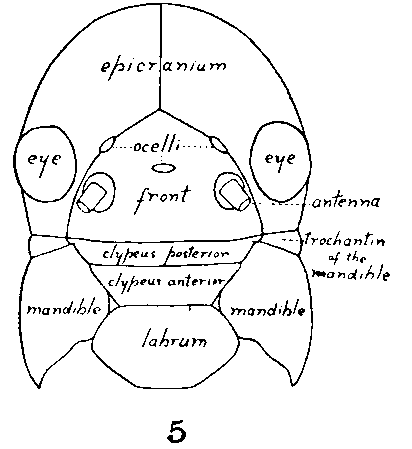 epicranium
ocelli
eye
eye
front
antenna
trochantin
of the
mandible
clypeus posterior
clypeus anterior
mandible
mandible
labrum
5